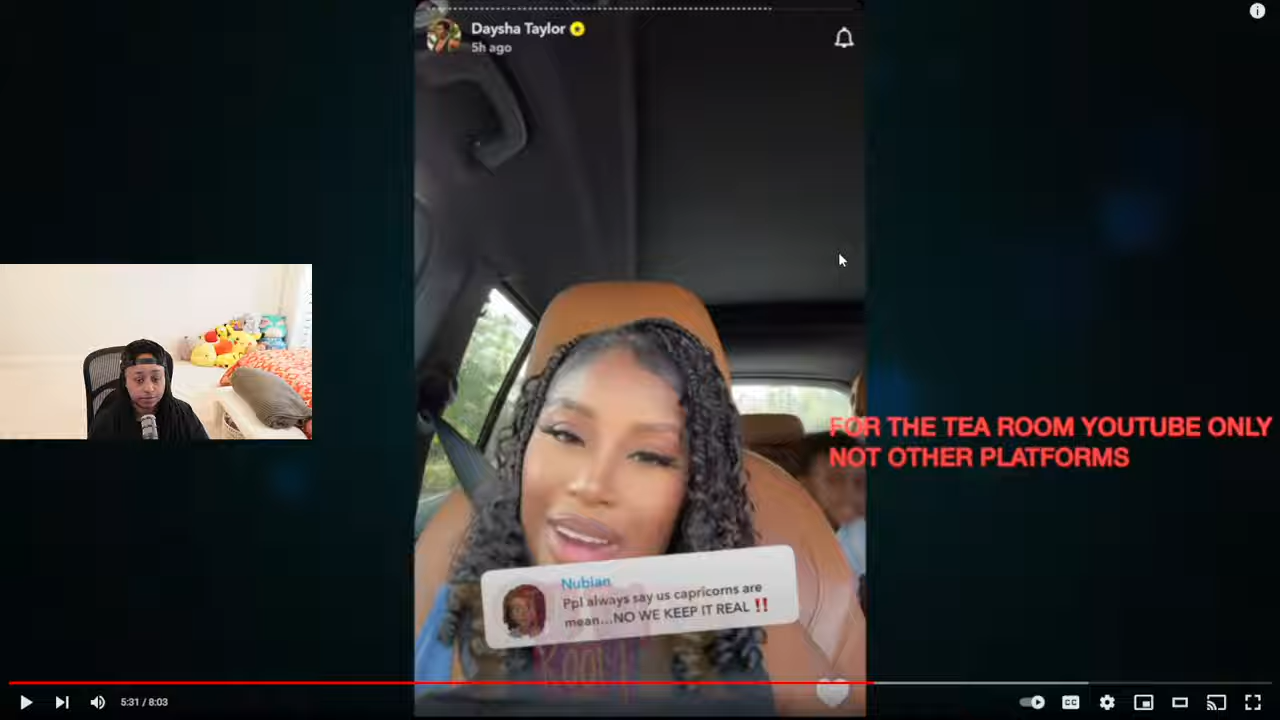 Daysha Taylor
5h ago
FOR THE TEA ROOM YOUTUBE ONLY
NOT OTHER PLATFORMS
Nubian
Ppl always say us capricorns are
mean...NO WE KEEP IT REAL ‼️
5:31 / 8:03
CC